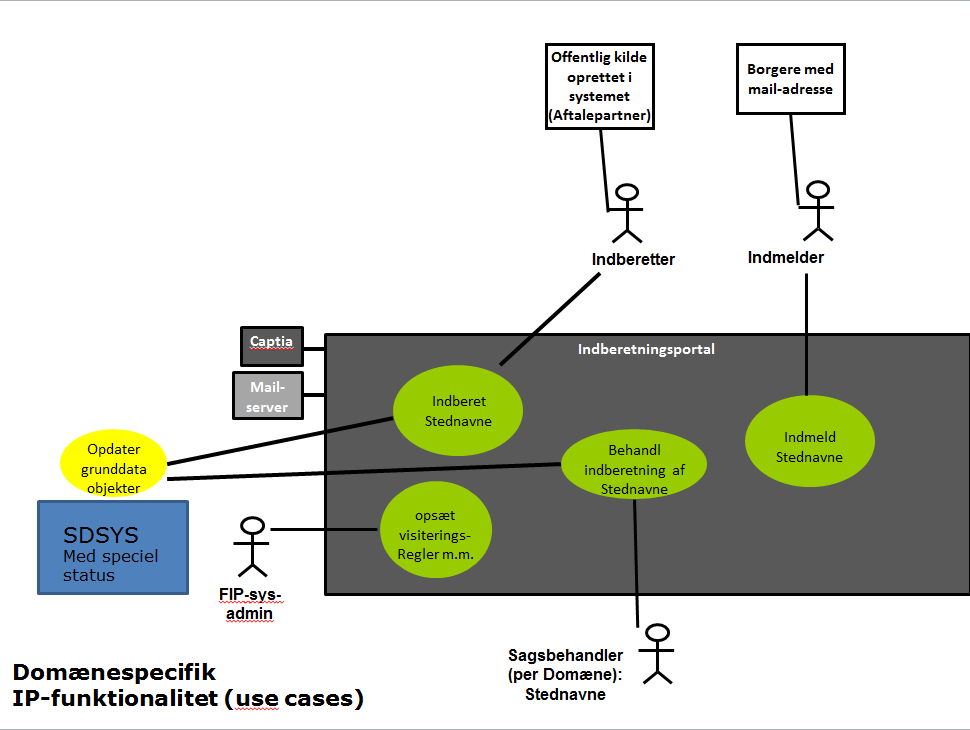 Offentlig kilde
oprettet i
systemet
(Aftalepartner)
Borgere med
mail-adresse
Indberetter
Indmelder
Captia
Indberetningsportal
Mail-
server
Indberet
Stednavne
Opdater
grunddata
objekter
Behandl
indberetning af
Stednavne
Indmeld
Stednavne
SDSYS
Med speciel
status
opsæt
visiterings-
Regler m.m.
FIP-sys-
admin
Sagsbehandler
(per Domæne):
Stednavne
Domænespecifik
IP-funktionalitet (use cases)